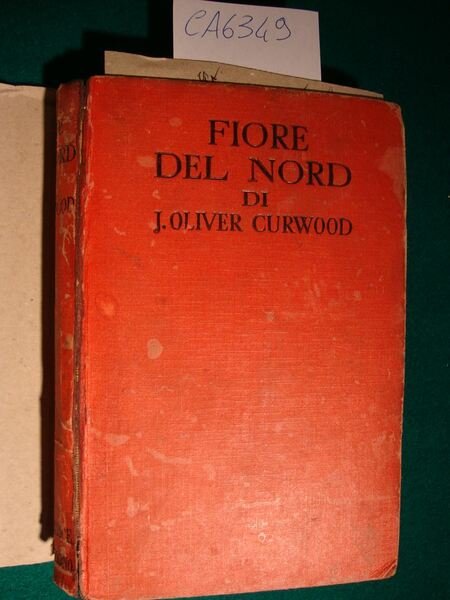 CA6349
FIORE
DEL NORD
DI
J. OLIVER CURWOOD